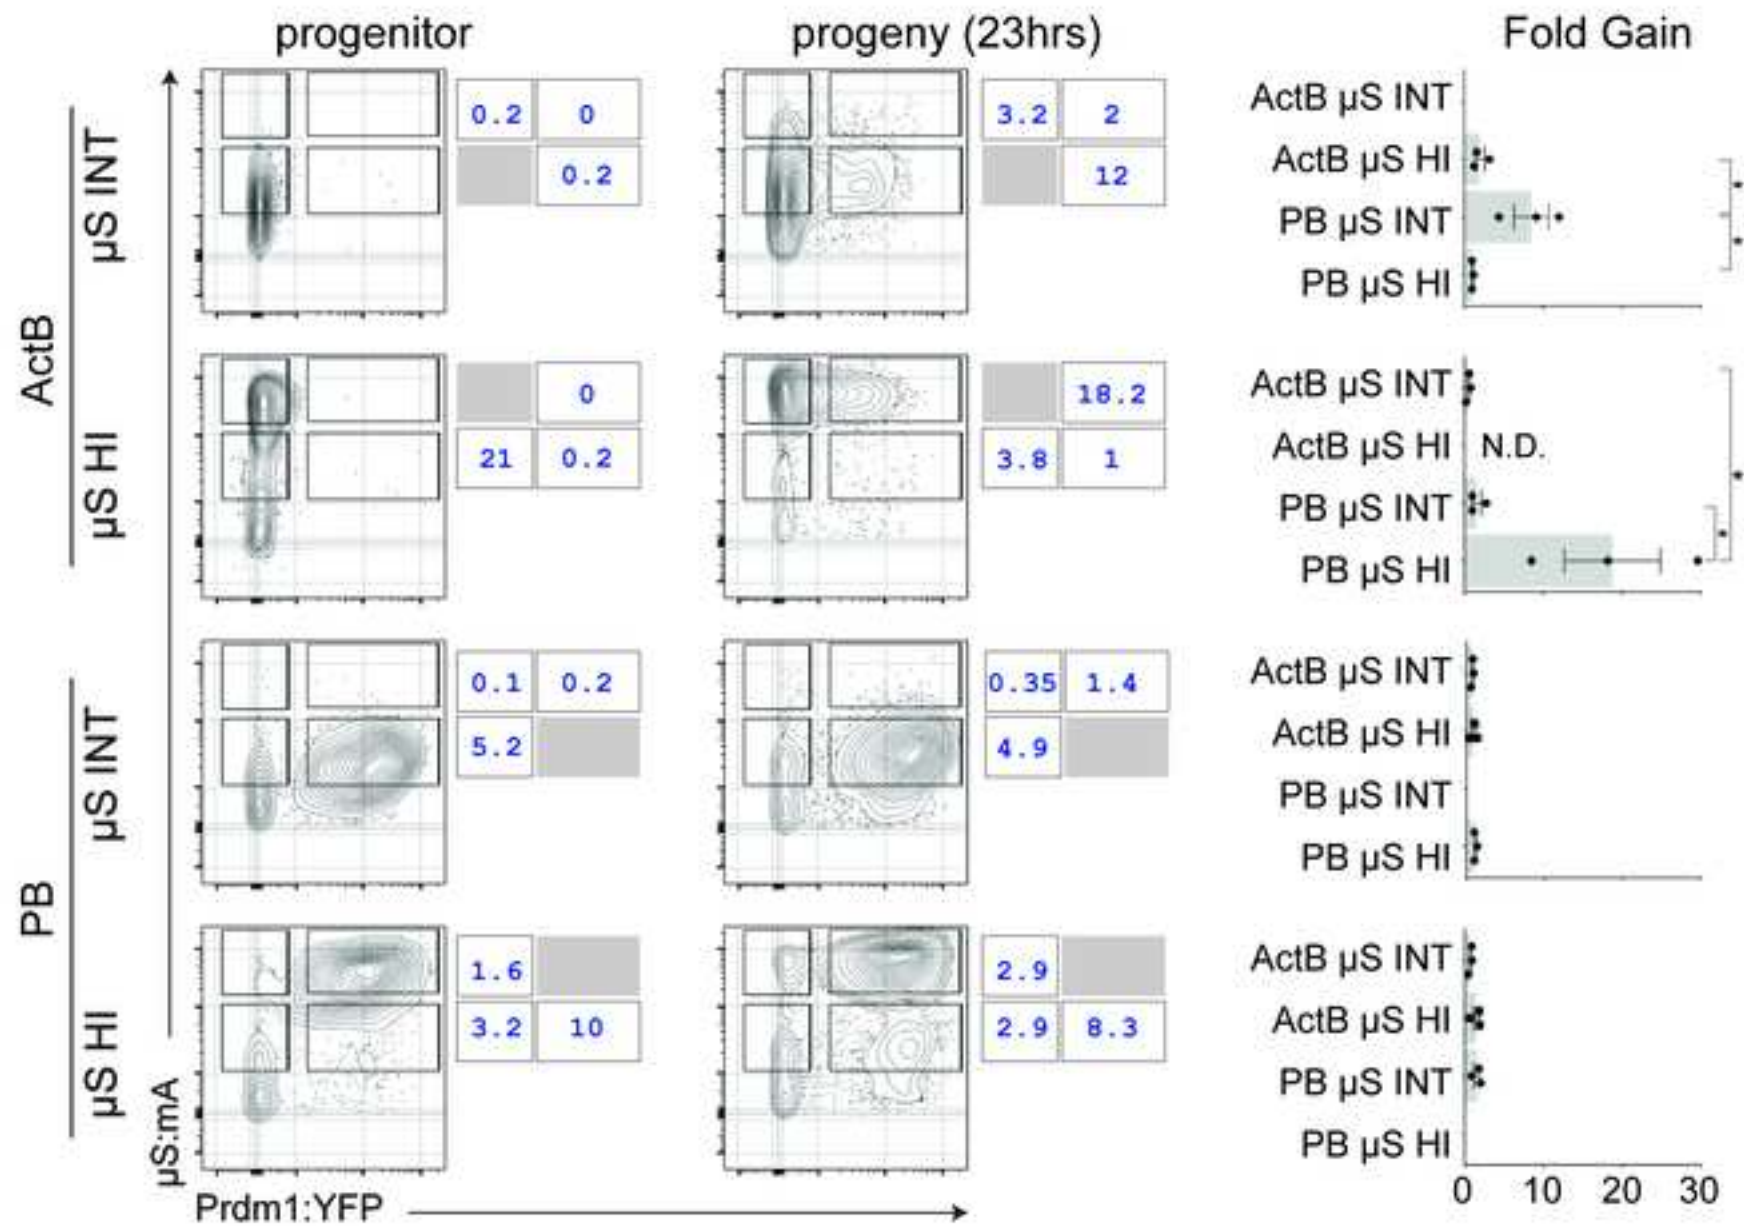 progenitor progeny (23hrs) Fold Gain
ActB
µS INT
0.2 0
0.2
3.2 2
12
ActB µS INT
ActB µS HI
PB µS INT
PB µS HI
*
*
µS HI
0
21 0.2
18.2
3.8 1
ActB µS INT
ActB µS HI N.D.
PB µS INT
PB µS HI
*
*
PB
µS INT
0.1 0.2
5.2
0.35 1.4
4.9
ActB µS INT
ActB µS HI
PB µS INT
PB µS HI
µS HI
1.6
3.2 10
2.9
2.9 8.3
ActB µS INT
ActB µS HI
PB µS INT
PB µS HI
0 10 20 30
µS:mA
Prdm1:YFP